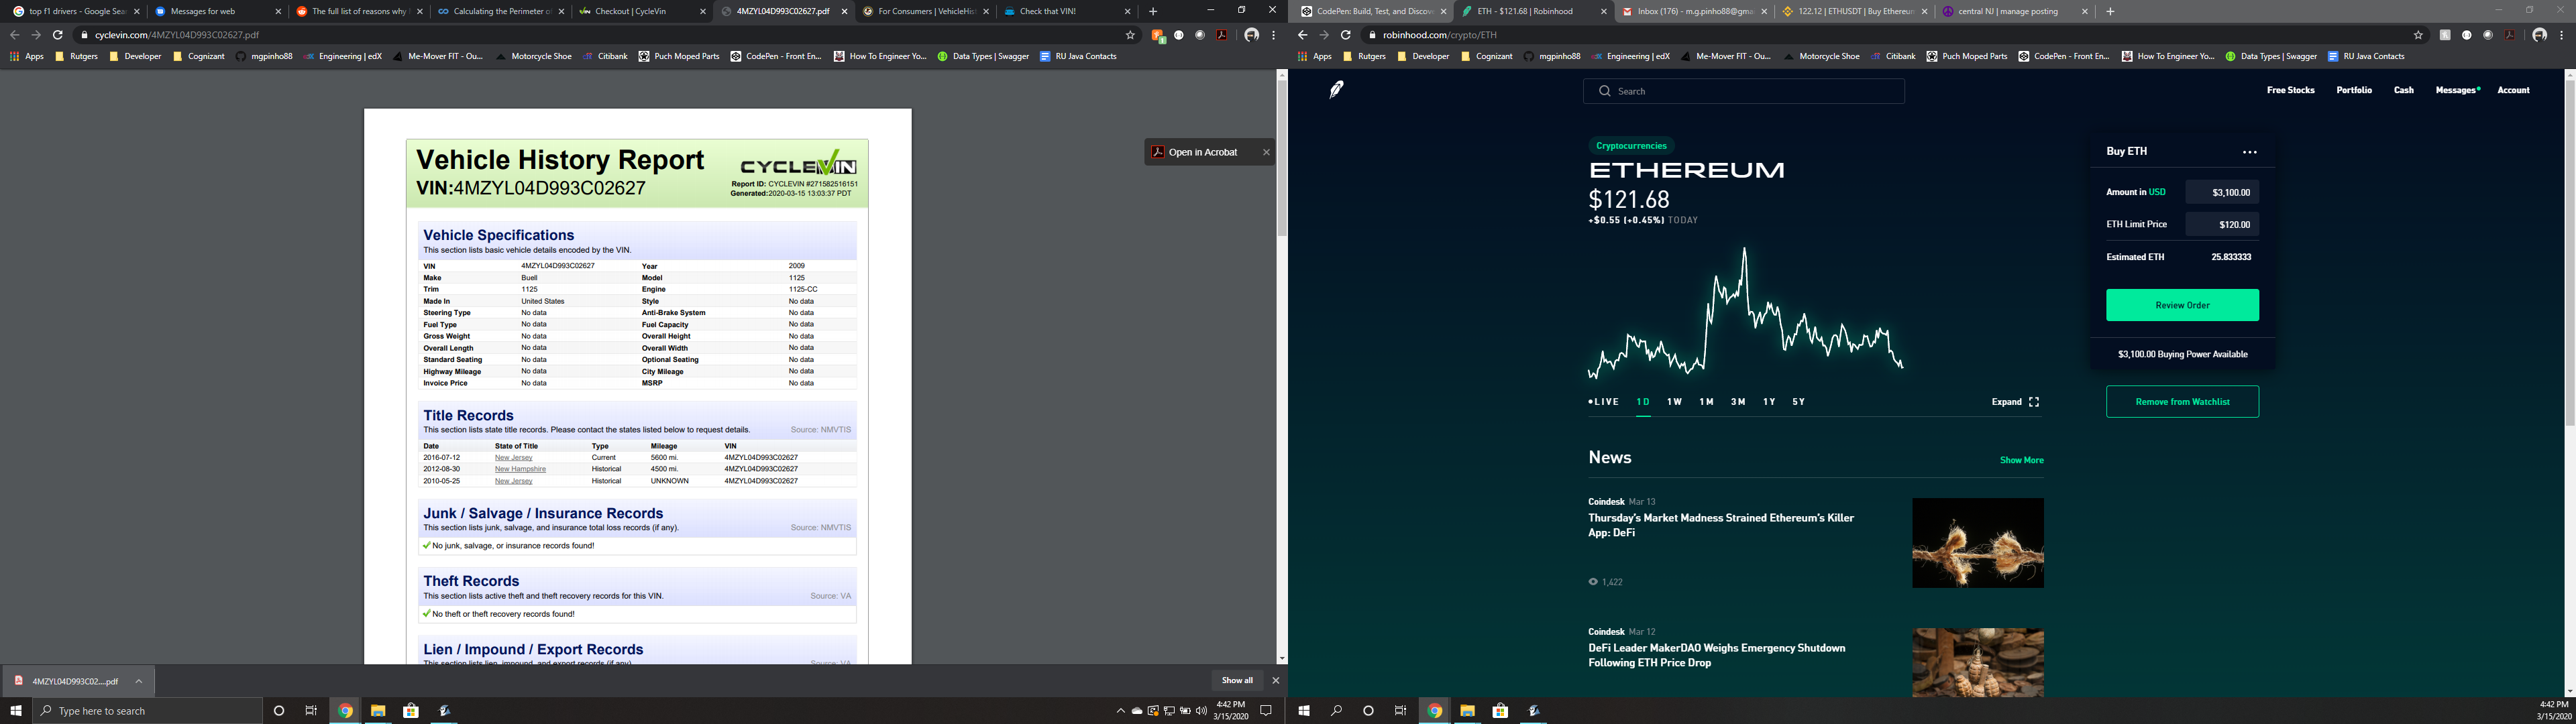 top f1 drivers - Google Sea
Messages for web
The full list of reasons why
Calculating the Perimeter o
Checkout | CycleVin
4MZYL04D993C02627.pdf
For Consumers | VehicleHis
Check that VIN!
cyclevin.com/4MZYL04D993C02627.pdf
Apps
Rutgers
Developer
Cognizant
mgpinho88
Engineering | edX
Me-Mover FIT - Ou...
Motorcycle Shoe
Citibank
Puch Moped Parts
CodePen - Front En...
How To Engineer Yo...
Data Types | Swagger
RU Java Contacts
Open in Acrobat
Vehicle History Report
VIN:4MZYL04D993C02627
CYCLEVIN
Report ID: CYCLEVIN #271582516151
Generated:2020-03-15 13:03:37 PDT
Vehicle Specifications
This section lists basic vehicle details encoded by the VIN.
VIN 4MZYL04D993C02627 Year 2009
Make Buell Model 1125
Trim 1125 Engine 1125-CC
Made In United States Style No data
Steering Type No data Anti-Brake System No data
Fuel Type No data Fuel Capacity No data
Gross Weight No data Overall Height No data
Overall Length No data Overall Width No data
Standard Seating No data Optional Seating No data
Highway Mileage No data City Mileage No data
Invoice Price No data MSRP No data
Title Records
This section lists state title records. Please contact the states listed below to request details. Source: NMVTIS
Date State of Title Type Mileage VIN
2016-07-12 New Jersey Current 5600 mi. 4MZYL04D993C02627
2012-08-30 New Hampshire Historical 4500 mi. 4MZYL04D993C02627
2010-05-25 New Jersey Historical UNKNOWN 4MZYL04D993C02627
Junk / Salvage / Insurance Records
This section lists junk, salvage, and insurance total loss records (if any). Source: NMVTIS
No junk, salvage, or insurance records found!
Theft Records
This section lists active theft and theft recovery records for this VIN. Source: VA
No theft or theft recovery records found!
Lien / Impound / Export Records
This section lists lien, impound, and export records (if any). Source: VA
4MZYL04D993C02....pdf
Show all
Type here to search
4:42 PM
3/15/2020
CodePen: Build, Test, and Discov
ETH - $121.68 | Robinhood
Inbox (176) - m.g.pinho88@gma
122.12 | ETHUSDT | Buy Ethereum
central NJ | manage posting
robinhood.com/crypto/ETH
Apps
Rutgers
Developer
Cognizant
mgpinho88
Engineering | edX
Me-Mover FIT - Ou...
Motorcycle Shoe
Citibank
Puch Moped Parts
CodePen - Front En...
How To Engineer Yo...
Data Types | Swagger
RU Java Contacts
Search
Free Stocks
Portfolio
Cash
Messages
Account
Cryptocurrencies
ETHEREUM
$121.68
+$0.55 (+0.45%) TODAY
LIVE 1D 1W 1M 3M 1Y 5Y
Expand
Buy ETH
Amount in USD $3,100.00
ETH Limit Price $120.00
Estimated ETH 25.833333
Review Order
$3,100.00 Buying Power Available
Remove from Watchlist
News
Show More
Coindesk Mar 13
Thursday's Market Madness Strained Ethereum's Killer
App: DeFi
1,422
Coindesk Mar 12
DeFi Leader MakerDAO Weighs Emergency Shutdown
Following ETH Price Drop
4:42 PM
3/15/2020